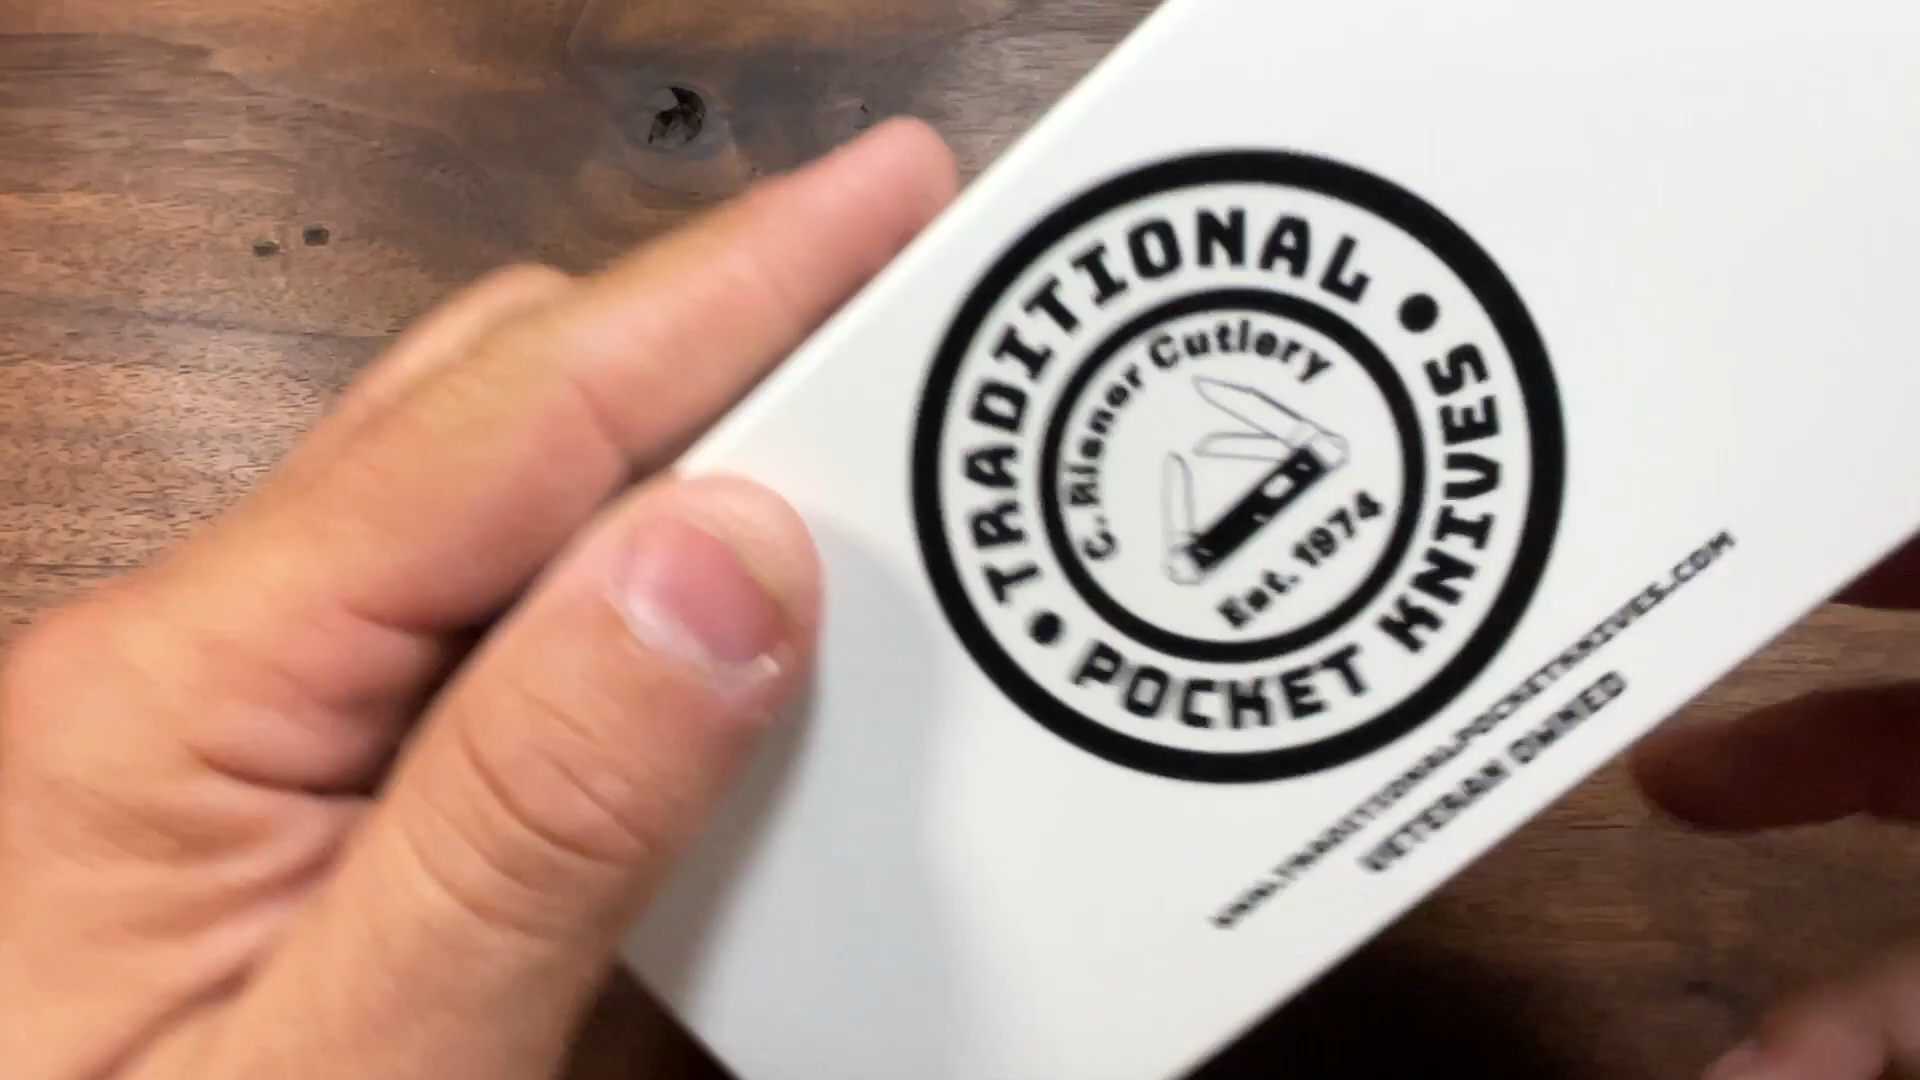 TRADITIONAL
POCKET KNIVES
C. Risner Cutlery
Est. 1974
WWW.TRADITIONALPOCKETKNIVES.COM
VETERAN OWNED